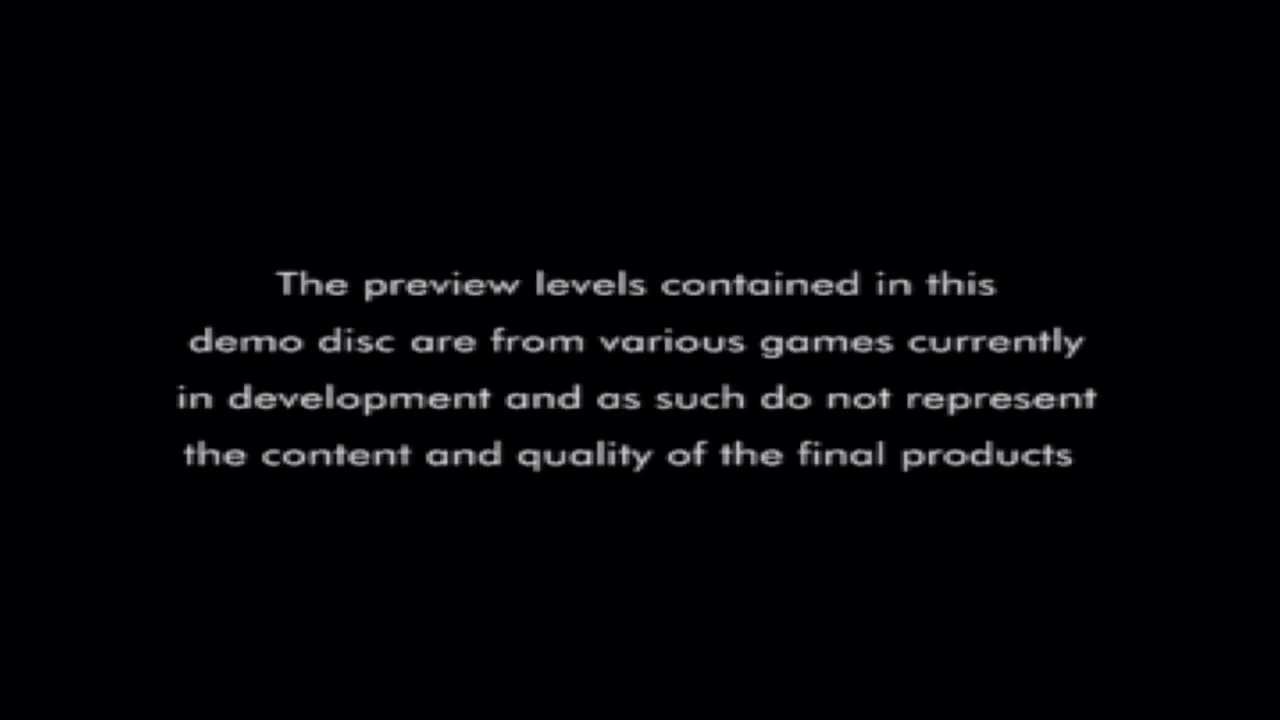 The preview levels contained in this
demo disc are from various games currently
in development and as such do not represent
the content and quality of the final products